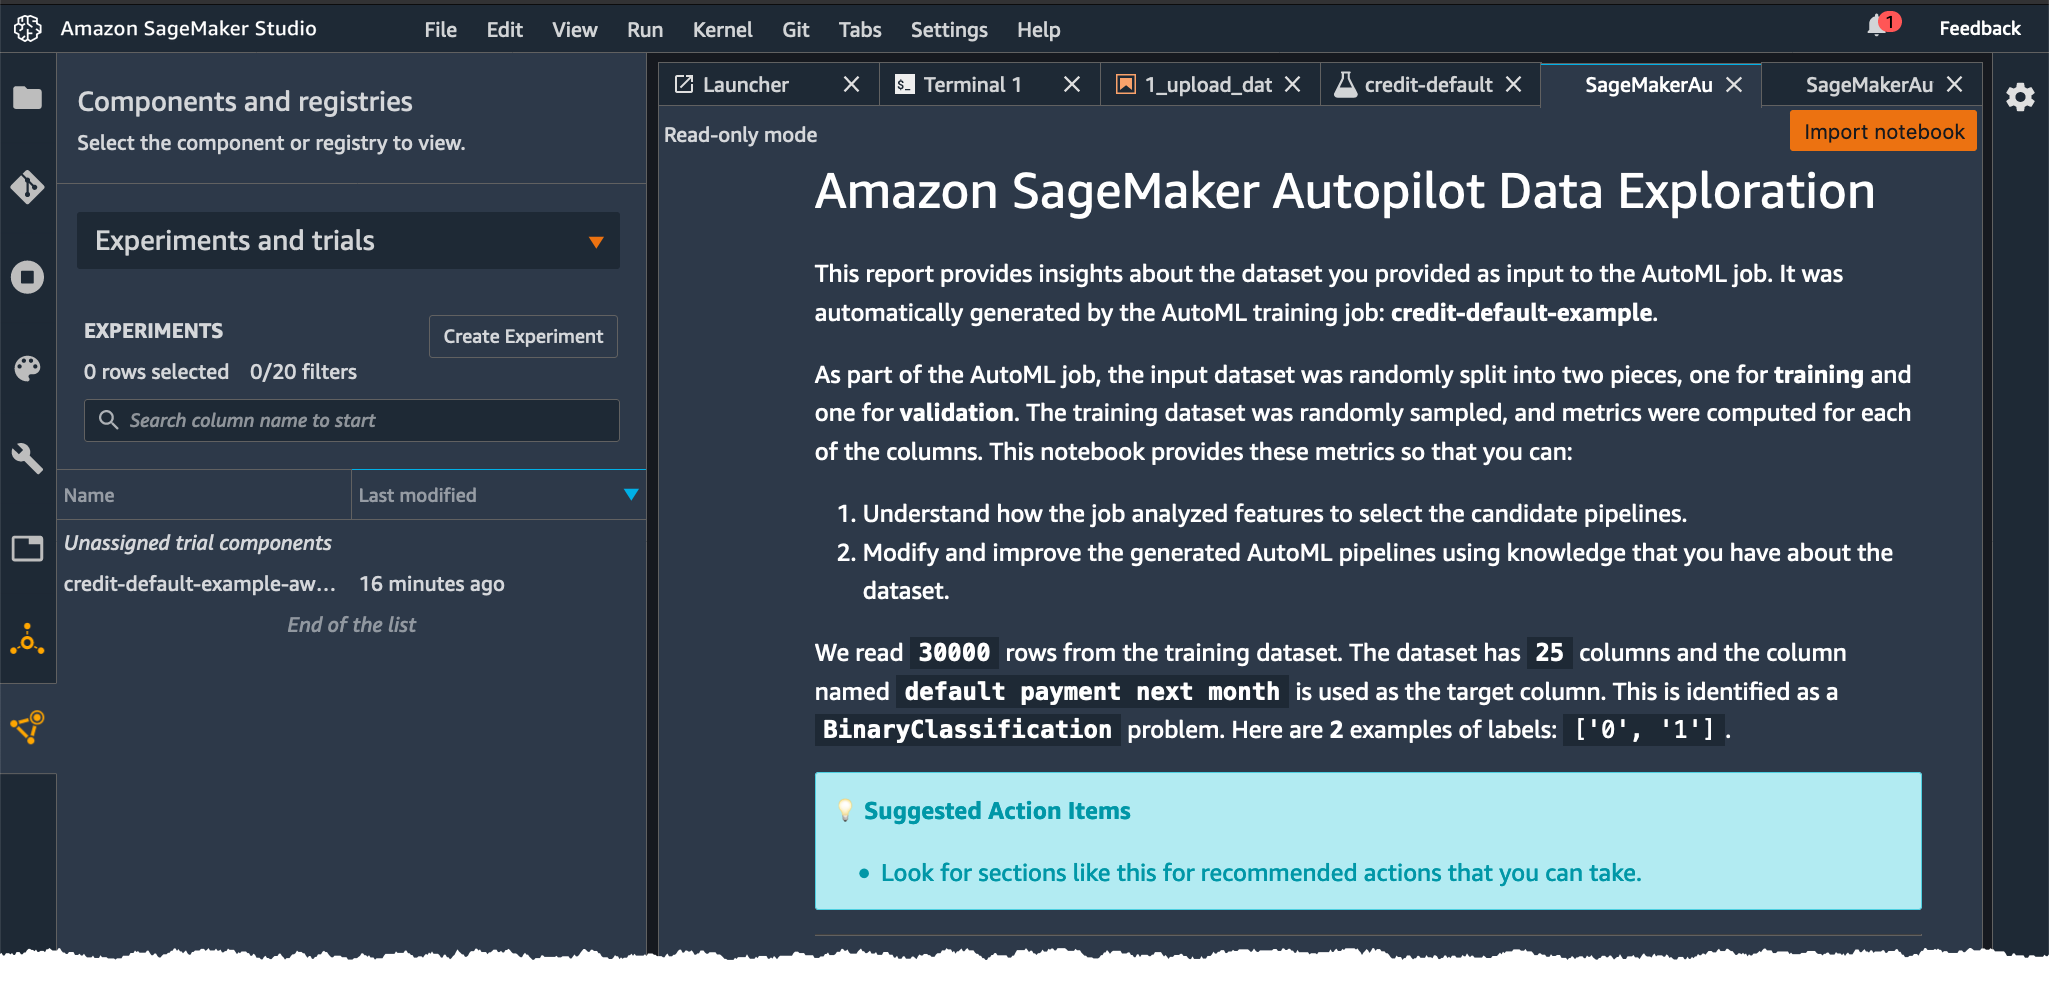 Amazon SageMaker Studio File Edit View Run Kernel Git Tabs Settings Help 1 Feedback
Components and registries
Select the component or registry to view.
Experiments and trials
EXPERIMENTS
Create Experiment
0 rows selected 0/20 filters
Search column name to start
Name Last modified
Unassigned trial components
credit-default-example-aw... 16 minutes ago
End of the list
Launcher Terminal 1 1_upload_dat credit-default SageMakerAu SageMakerAu
Read-only mode
Import notebook
Amazon SageMaker Autopilot Data Exploration
This report provides insights about the dataset you provided as input to the AutoML job. It was
automatically generated by the AutoML training job: credit-default-example.
As part of the AutoML job, the input dataset was randomly split into two pieces, one for training and
one for validation. The training dataset was randomly sampled, and metrics were computed for each
of the columns. This notebook provides these metrics so that you can:
1. Understand how the job analyzed features to select the candidate pipelines.
2. Modify and improve the generated AutoML pipelines using knowledge that you have about the
dataset.
We read 30000 rows from the training dataset. The dataset has 25 columns and the column
named default payment next month is used as the target column. This is identified as a
BinaryClassification problem. Here are 2 examples of labels: ['0', '1'].
Suggested Action Items
• Look for sections like this for recommended actions that you can take.